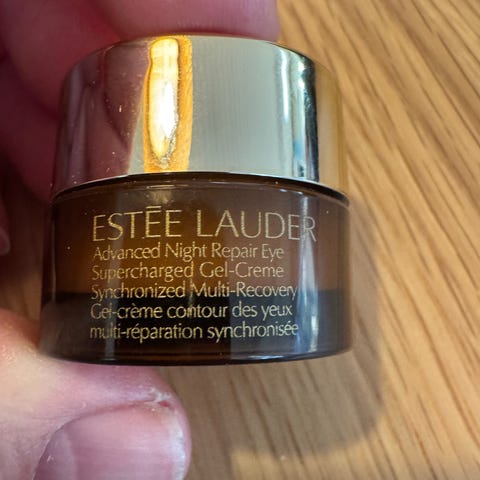 ESTĒE LAUDER
Advanced Night Repair Eye
Supercharged Gel-Creme
Synchronized Multi-Recovery
Gel-crème contour des yeux
multi-réparation synchronisée